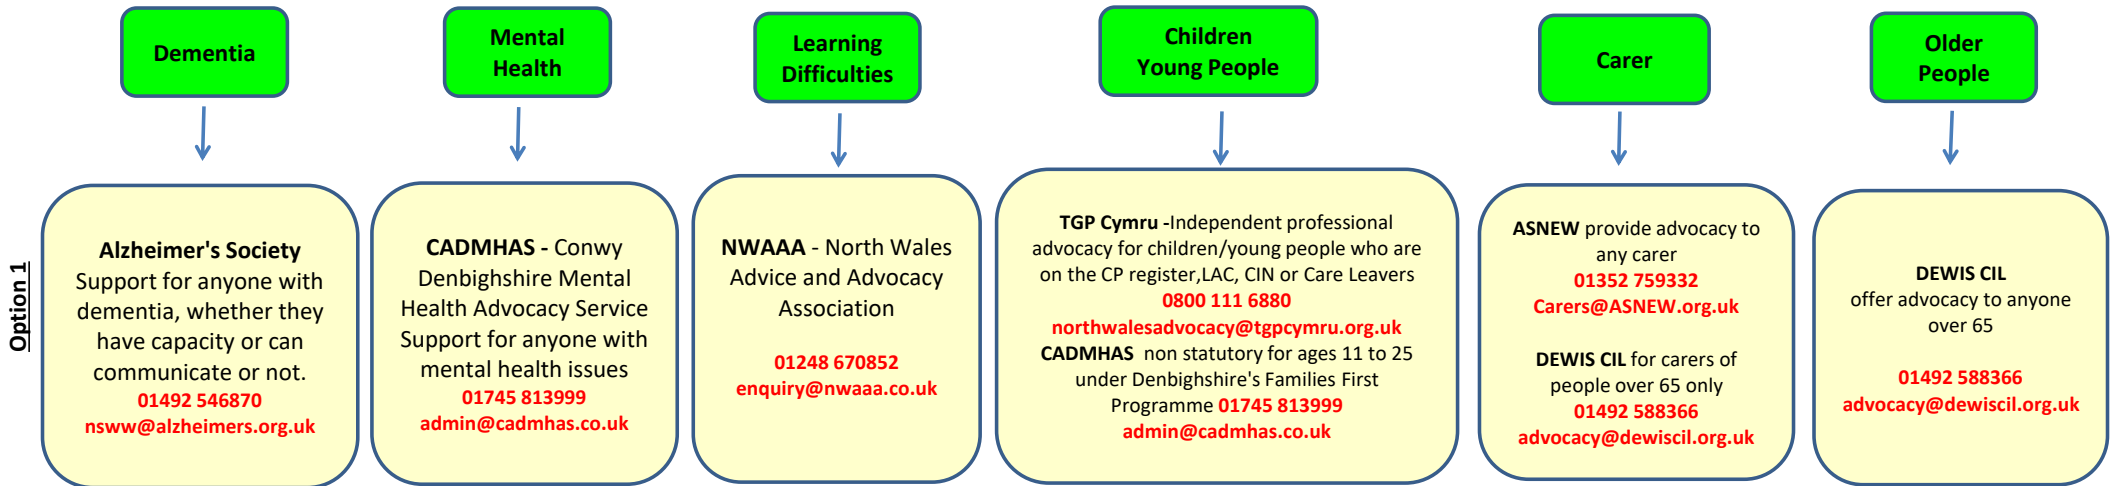 Dementia
Mental
Health
Learning
Difficulties
Children
Young People
Carer
Older
People
Option 1
Alzheimer's Society
Support for anyone with
dementia, whether they
have capacity or can
communicate or not.
01492 546870
nsww@alzheimers.org.uk
CADMHAS - Conwy
Denbighshire Mental
Health Advocacy Service
Support for anyone with
mental health issues
01745 813999
admin@cadmhas.co.uk
NWAAA - North Wales
Advice and Advocacy
Association
01248 670852
enquiry@nwaaa.co.uk
TGP Cymru -Independent professional
advocacy for children/young people who are
on the CP register,LAC, CIN or Care Leavers
0800 111 6880
northwalesadvocacy@tgpcymru.org.uk
CADMHAS non statutory for ages 11 to 25
under Denbighshire's Families First
Programme 01745 813999
admin@cadmhas.co.uk
ASNEW provide advocacy to
any carer
01352 759332
Carers@ASNEW.org.uk
DEWIS CIL for carers of
people over 65 only
01492 588366
advocacy@dewiscil.org.uk
DEWIS CIL
offer advocacy to anyone
over 65
01492 588366
advocacy@dewiscil.org.uk